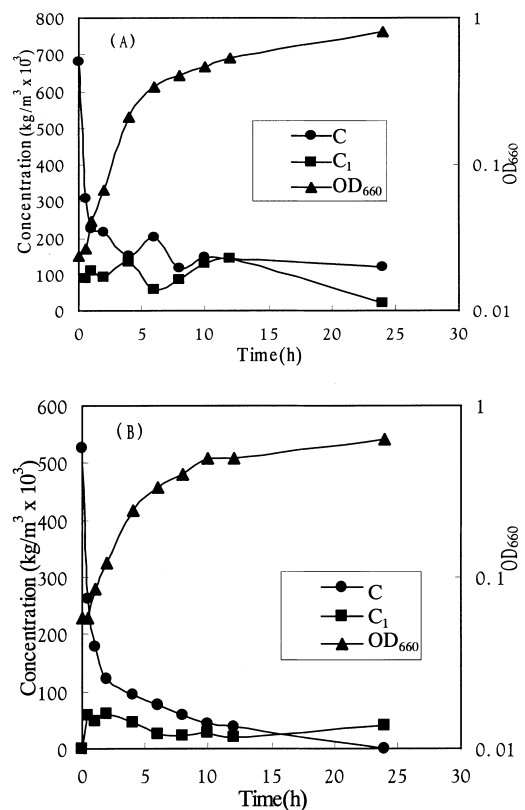 (A)
800
700
600
500
400
300
200
100
0
Concentration (kg/m³ x 10³)
1
0.1
0.01
OD₆₆₀
C
C₁
OD₆₆₀
0 5 10 15 20 25 30
Time(h)
(B)
600
500
400
300
200
100
0
Concentration (kg/m³ x 10³)
1
0.1
0.01
OD₆₆₀
C
C₁
OD₆₆₀
0 5 10 15 20 25 30
Time(h)